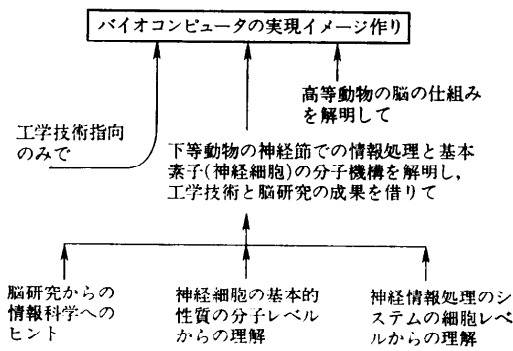 バイオコンピュータの実現イメージ作り
高等動物の脳の仕組み
を解明して
工学技術指向
のみで
下等動物の神経節での情報処理と基本
素子(神経細胞)の分子機構を解明し,
工学技術と脳研究の成果を借りて
脳研究からの
情報科学への
ヒント
神経細胞の基本的
性質の分子レベル
からの理解
神経情報処理のシ
ステムの細胞レベ
ルからの理解